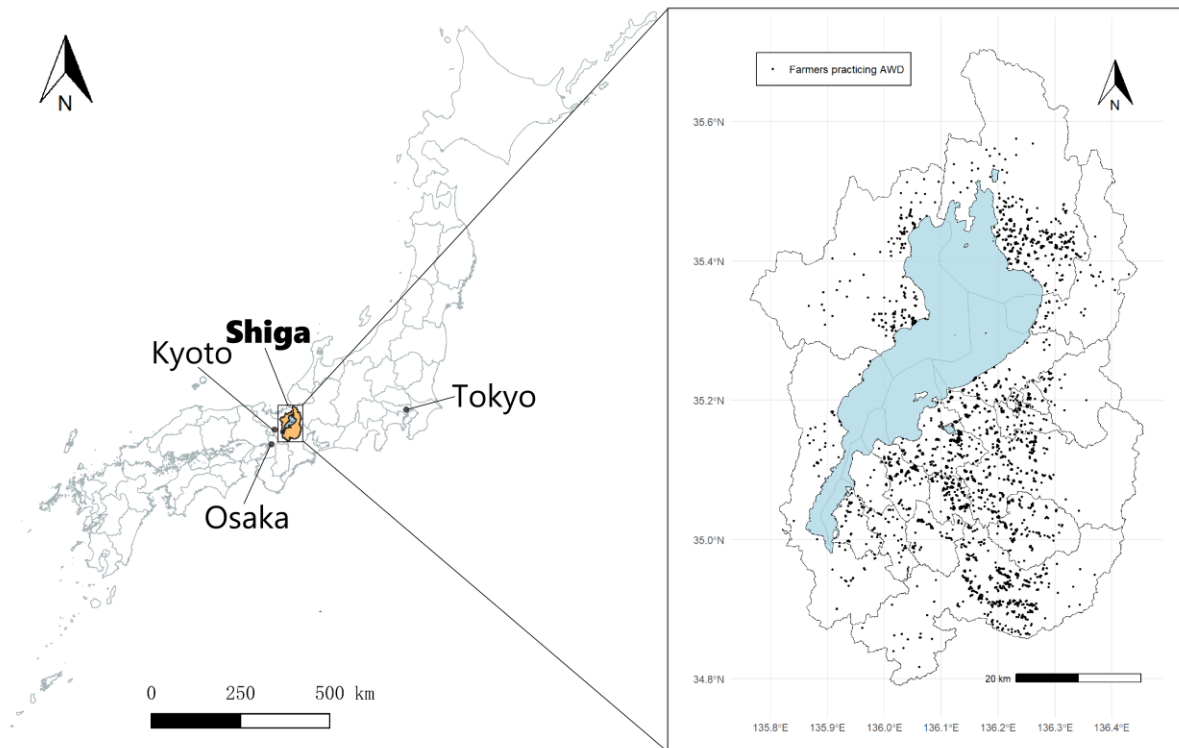 N
Shiga
Kyoto
Tokyo
Osaka
0 250 500 km
Farmers practicing AWD
N
35.6°N
35.4°N
35.2°N
35.0°N
34.8°N
20 km
135.8°E 135.9°E 136.0°E 136.1°E 136.2°E 136.3°E 136.4°E